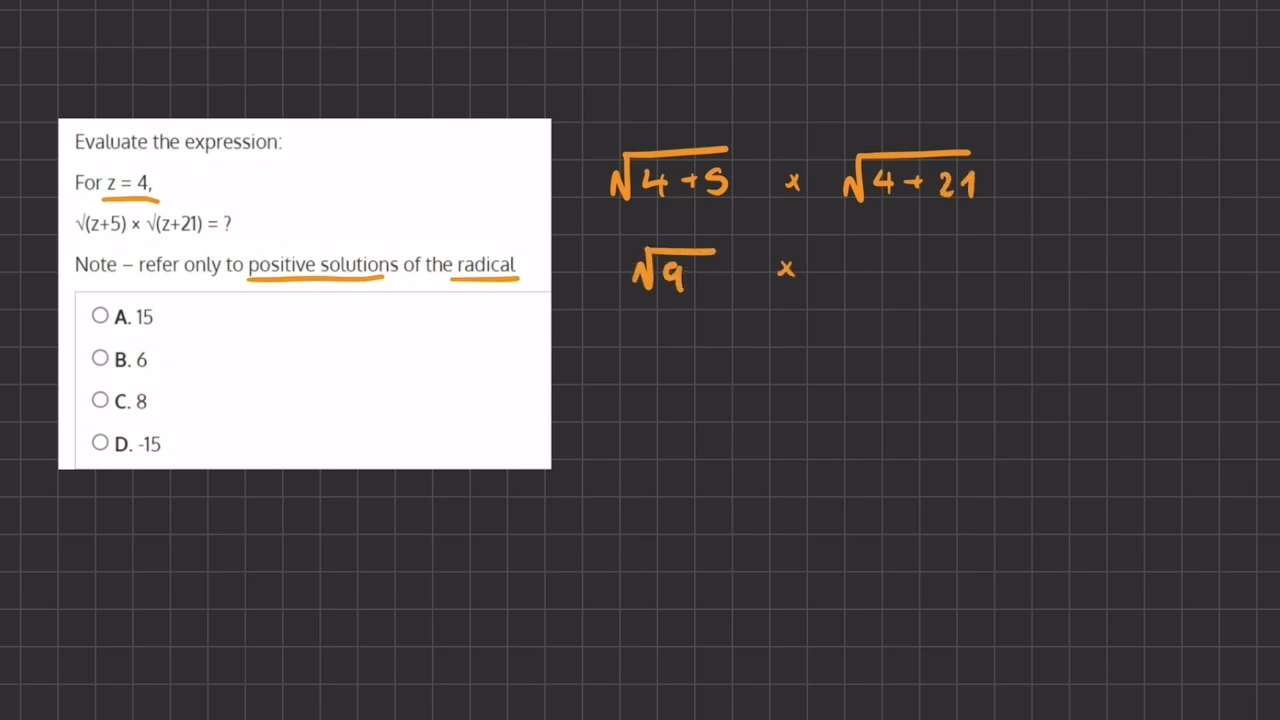 Evaluate the expression:
For z = 4,
√(z+5) × √(z+21) = ?
Note – refer only to positive solutions of the radical
A. 15
B. 6
C. 8
D. -15
√4 + 5 × √4 + 21
√9 ×